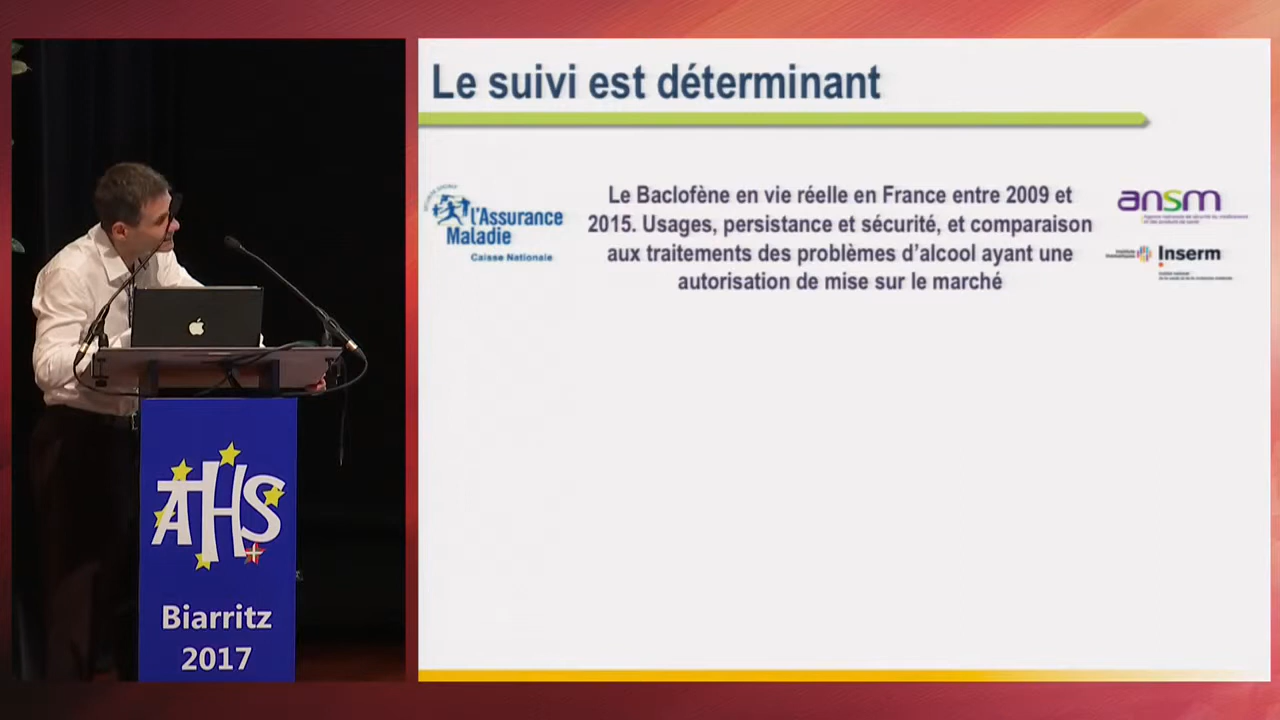 Le suivi est déterminant
l'Assurance
Maladie
Caisse Nationale
Le Baclofène en vie réelle en France entre 2009 et
2015. Usages, persistance et sécurité, et comparaison
aux traitements des problèmes d'alcool ayant une
autorisation de mise sur le marché
ansm
Inserm
ATHS
Biarritz
2017